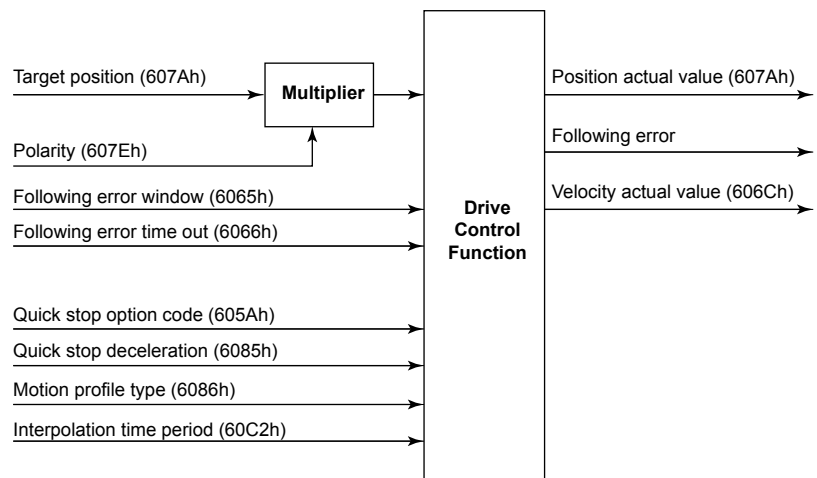 Target position (607Ah)
Multiplier
Polarity (607Eh)
Following error window (6065h)
Following error time out (6066h)
Quick stop option code (605Ah)
Quick stop deceleration (6085h)
Motion profile type (6086h)
Interpolation time period (60C2h)
Drive
Control
Function
Position actual value (607Ah)
Following error
Velocity actual value (606Ch)